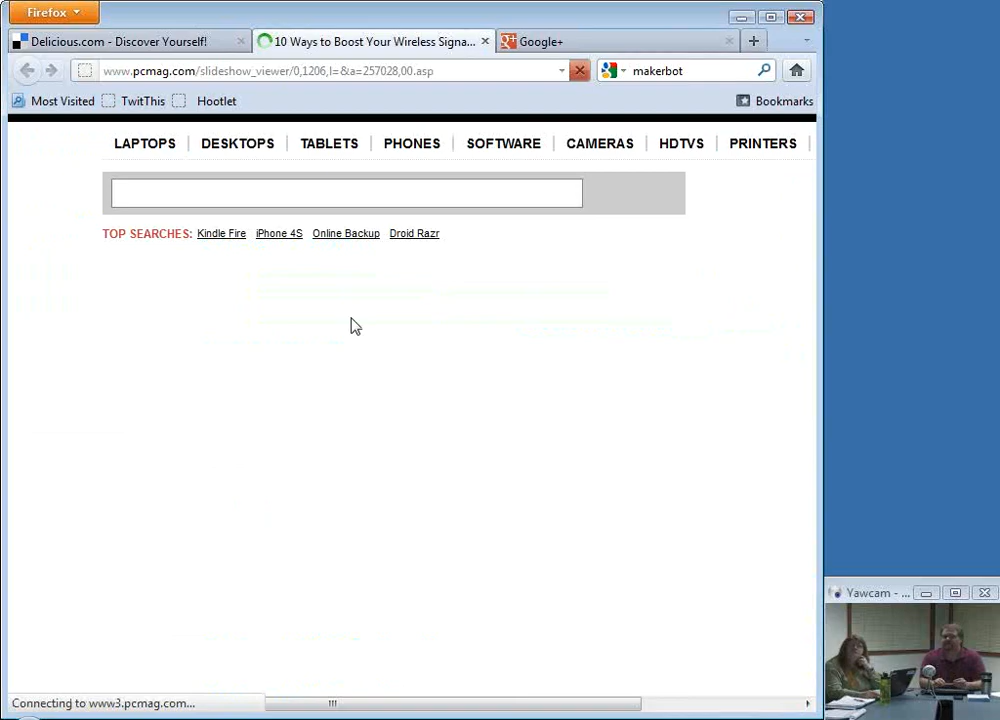 Firefox
Delicious.com - Discover Yourself!
10 Ways to Boost Your Wireless Signa...
Google+
www.pcmag.com/slideshow_viewer/0,1206,l=&a=257028,00.asp
makerbot
Most Visited
TwitThis
Hootlet
Bookmarks
LAPTOPS
DESKTOPS
TABLETS
PHONES
SOFTWARE
CAMERAS
HDTVS
PRINTERS
TOP SEARCHES: Kindle Fire iPhone 4S Online Backup Droid Razr
Yawcam - ...
Connecting to www3.pcmag.com...